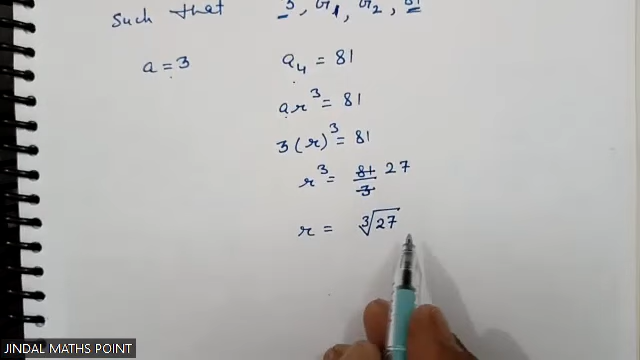 Such that 3, G₁, G₂, 81
a = 3 a₄ = 81
ar³ = 81
3(r)³ = 81
r³ = 81/3 27
r = ∛27
JINDAL MATHS POINT